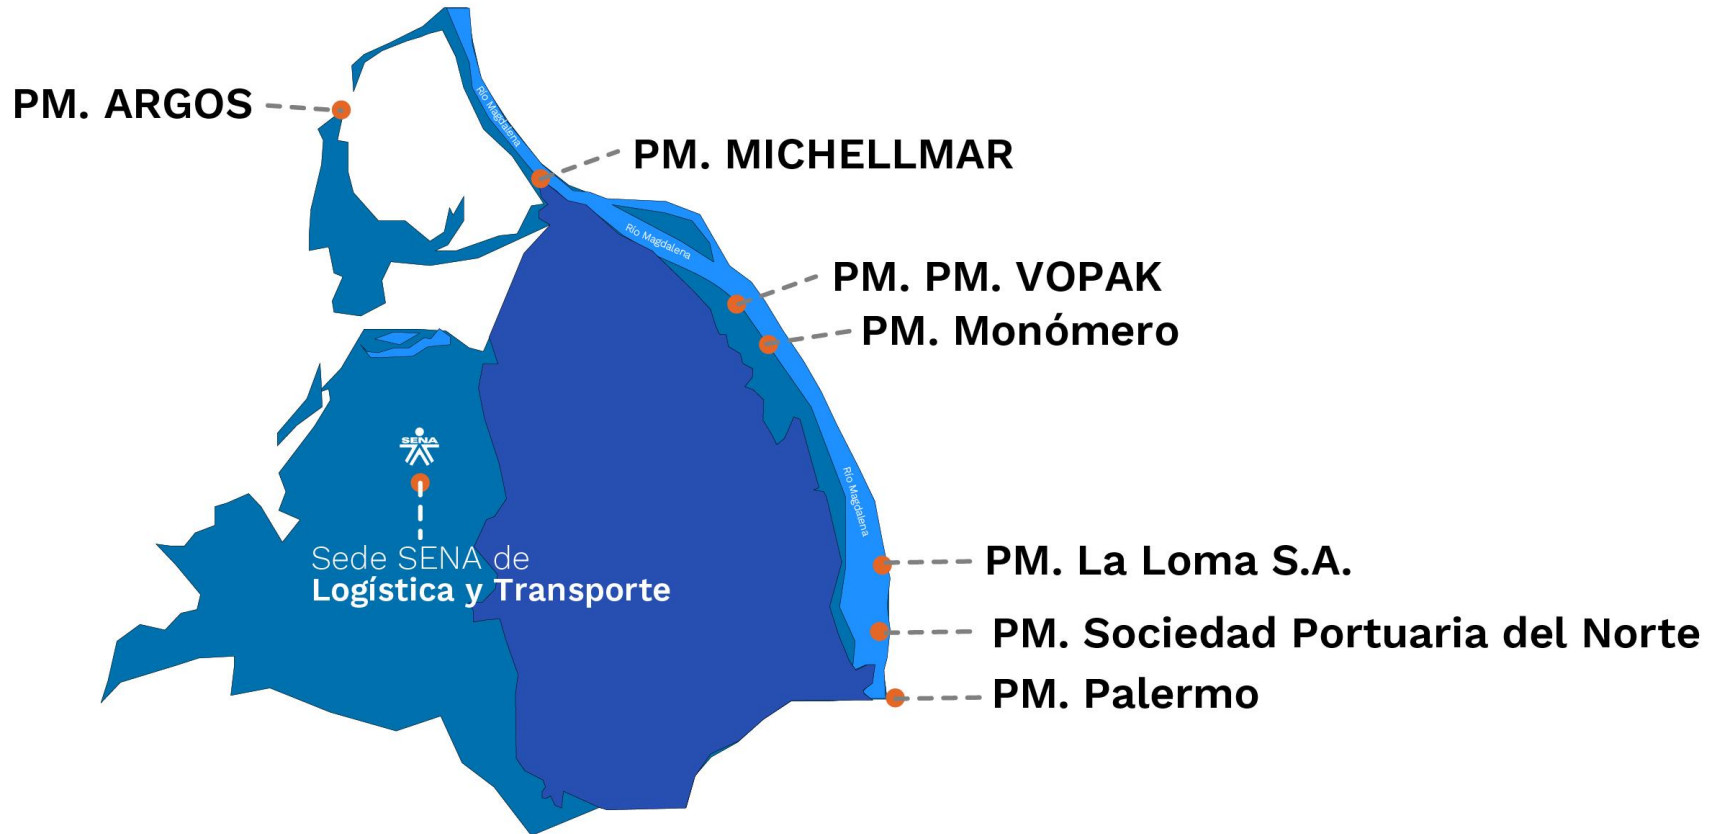 PM. ARGOS
Río Magdalena
PM. MICHELLMAR
Río Magdalena
PM. PM. VOPAK
PM. Monómero
SENA
Río Magdalena
Sede SENA de
Logística y Transporte
PM. La Loma S.A.
PM. Sociedad Portuaria del Norte
PM. Palermo